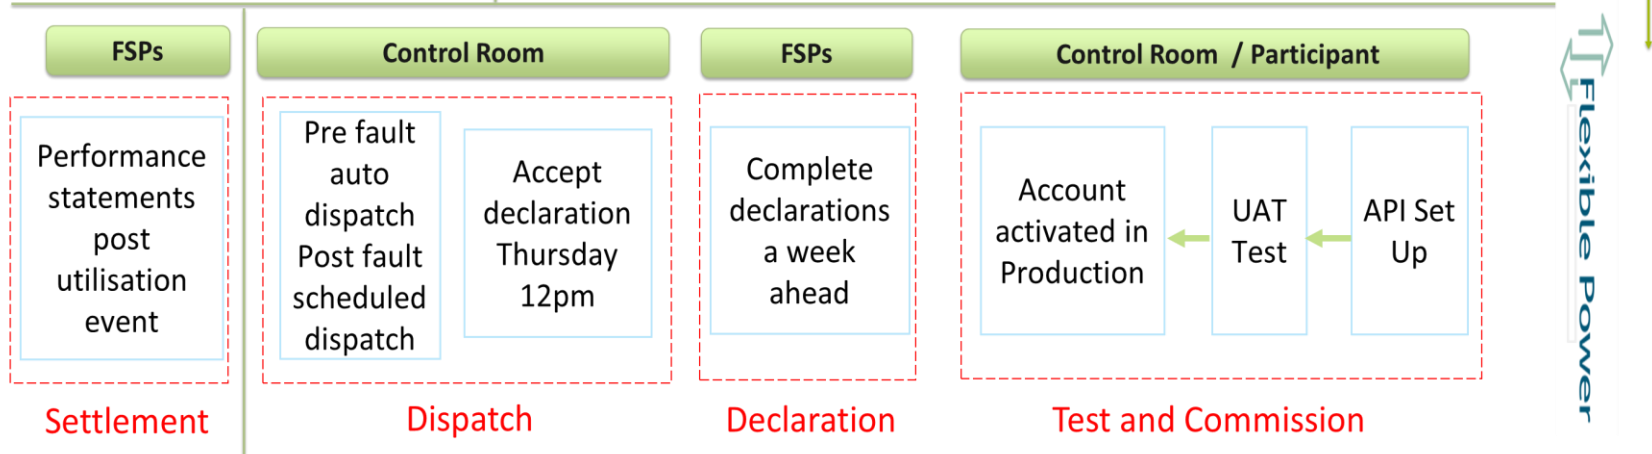 FSPs
Control Room
FSPs
Control Room / Participant
Performance
statements
post
utilisation
event
Pre fault
auto
dispatch
Post fault
scheduled
dispatch
Accept
declaration
Thursday
12pm
Complete
declarations
a week
ahead
Account
activated in
Production
UAT
Test
API Set
Up
Settlement
Dispatch
Declaration
Test and Commission
Flexible Power